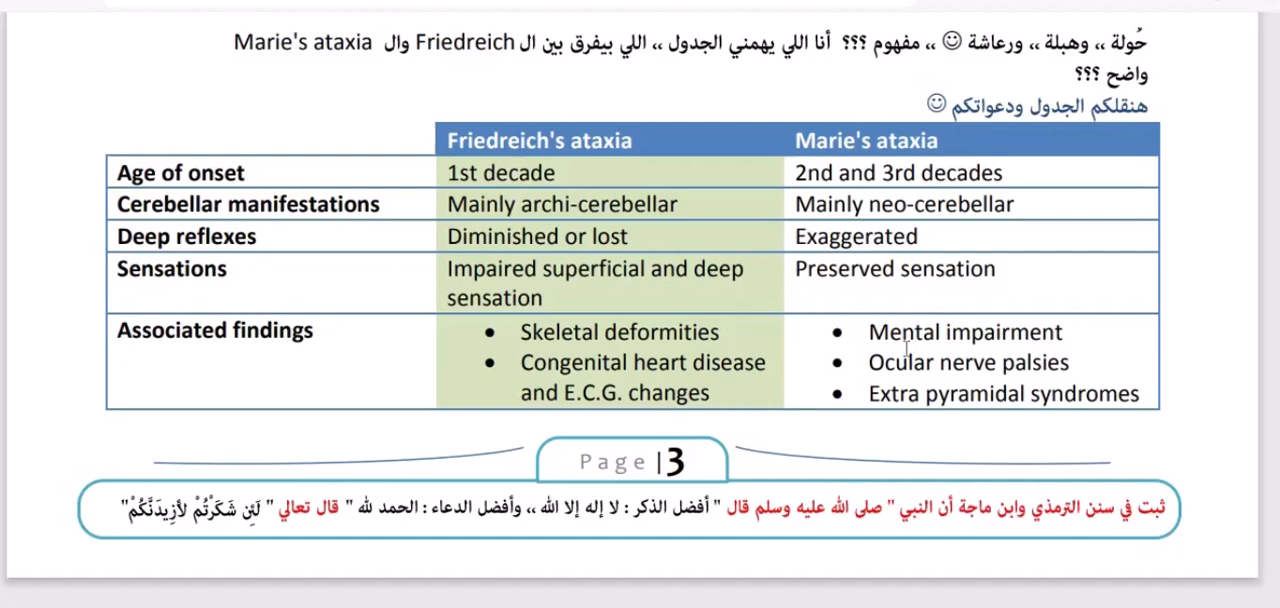 حُولة ،، وهبلة ،، ورعاشة ☺ ،، مفهوم ؟؟؟ أنا اللي يهمني الجدول ،، اللي بيفرق بين ال Friedreich وال Marie's ataxia
واضح ؟؟؟
هنقلكم الجدول ودعواتكم ☺
Friedreich's ataxia Marie's ataxia
Age of onset 1st decade 2nd and 3rd decades
Cerebellar manifestations Mainly archi-cerebellar Mainly neo-cerebellar
Deep reflexes Diminished or lost Exaggerated
Sensations Impaired superficial and deep Preserved sensation
sensation
Associated findings • Skeletal deformities • Mental impairment
• Congenital heart disease • Ocular nerve palsies
and E.C.G. changes • Extra pyramidal syndromes
Page | 3
ثبت في سنن الترمذي وابن ماجة أن النبي " صلى الله عليه وسلم قال " أفضل الذكر : لا إله إلا الله ،، وأفضل الدعاء : الحمد لله " قال تعالي " لَئِن شَكَرْتُمْ لأَزِيدَنَّكُمْ"